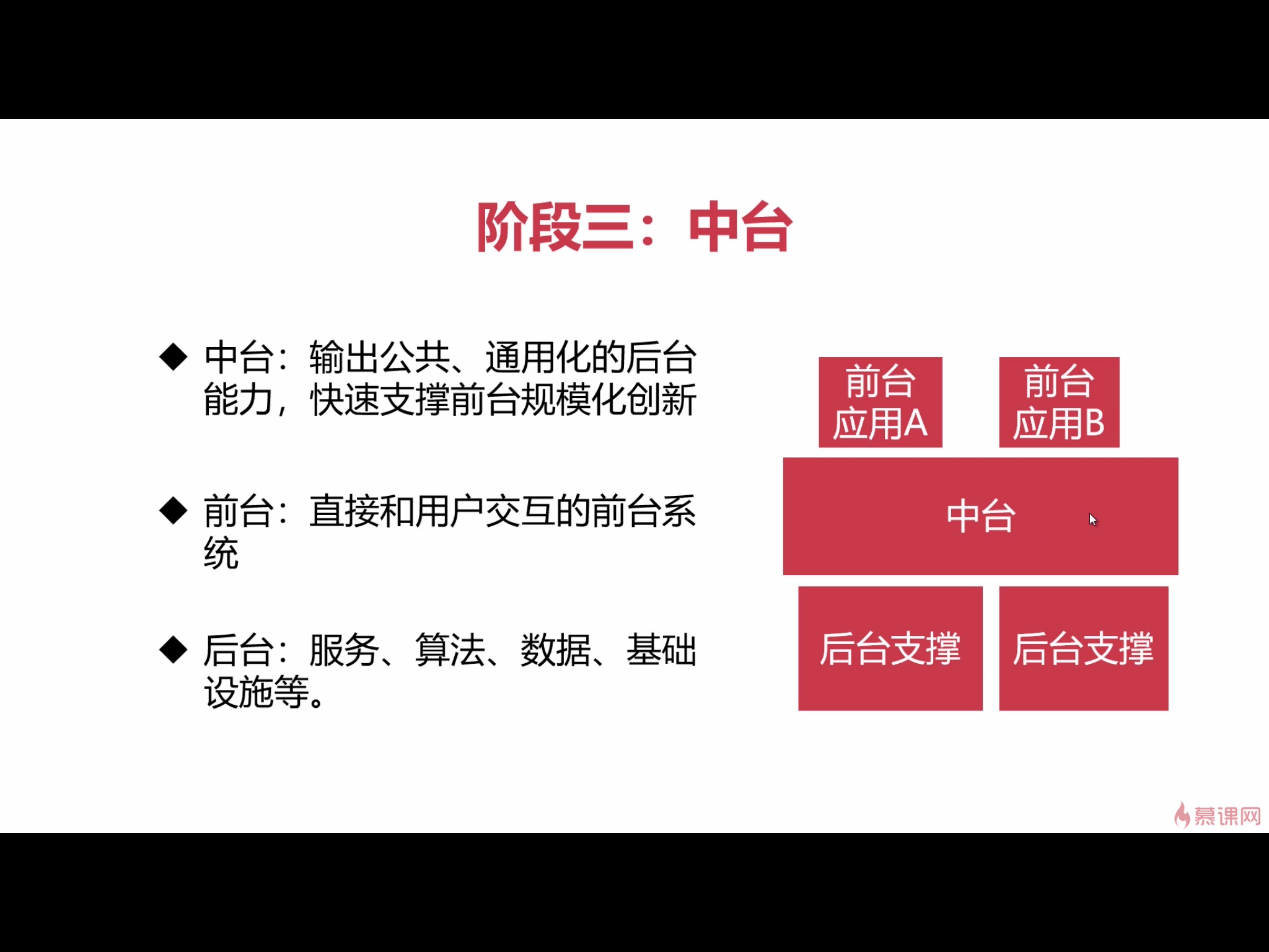 阶段三：中台
◆ 中台：输出公共、通用化的后台
能力，快速支撑前台规模化创新
◆ 前台：直接和用户交互的前台系
统
◆ 后台：服务、算法、数据、基础
设施等。
前台
应用A
前台
应用B
中台
后台支撑
后台支撑
慕课网